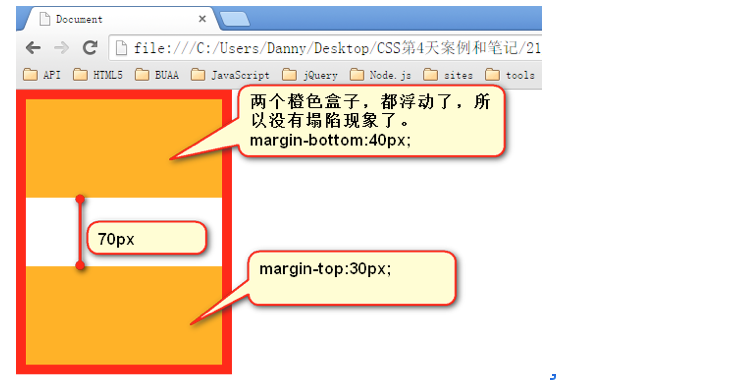 Document
file:///C:/Users/Danny/Desktop/CSS第4天案例和笔记/21
API HTML5 BUAA JavaScript jQuery Node.js sites tools
两个橙色盒子，都浮动了，所
以没有塌陷现象了。
margin-bottom:40px;
70px
margin-top:30px;